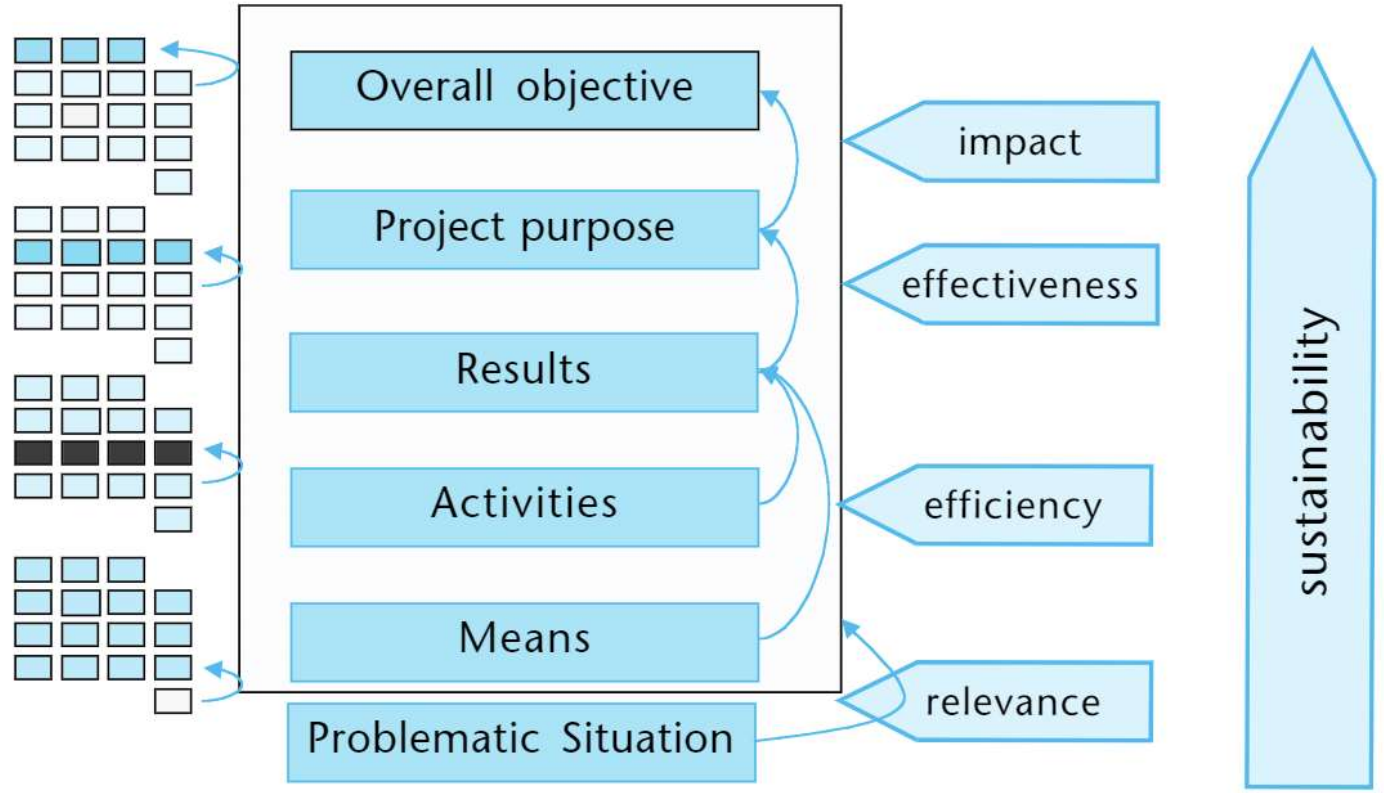 Overall objective
impact
Project purpose
effectiveness
Results
Activities
efficiency
Means
relevance
Problematic Situation
sustainability